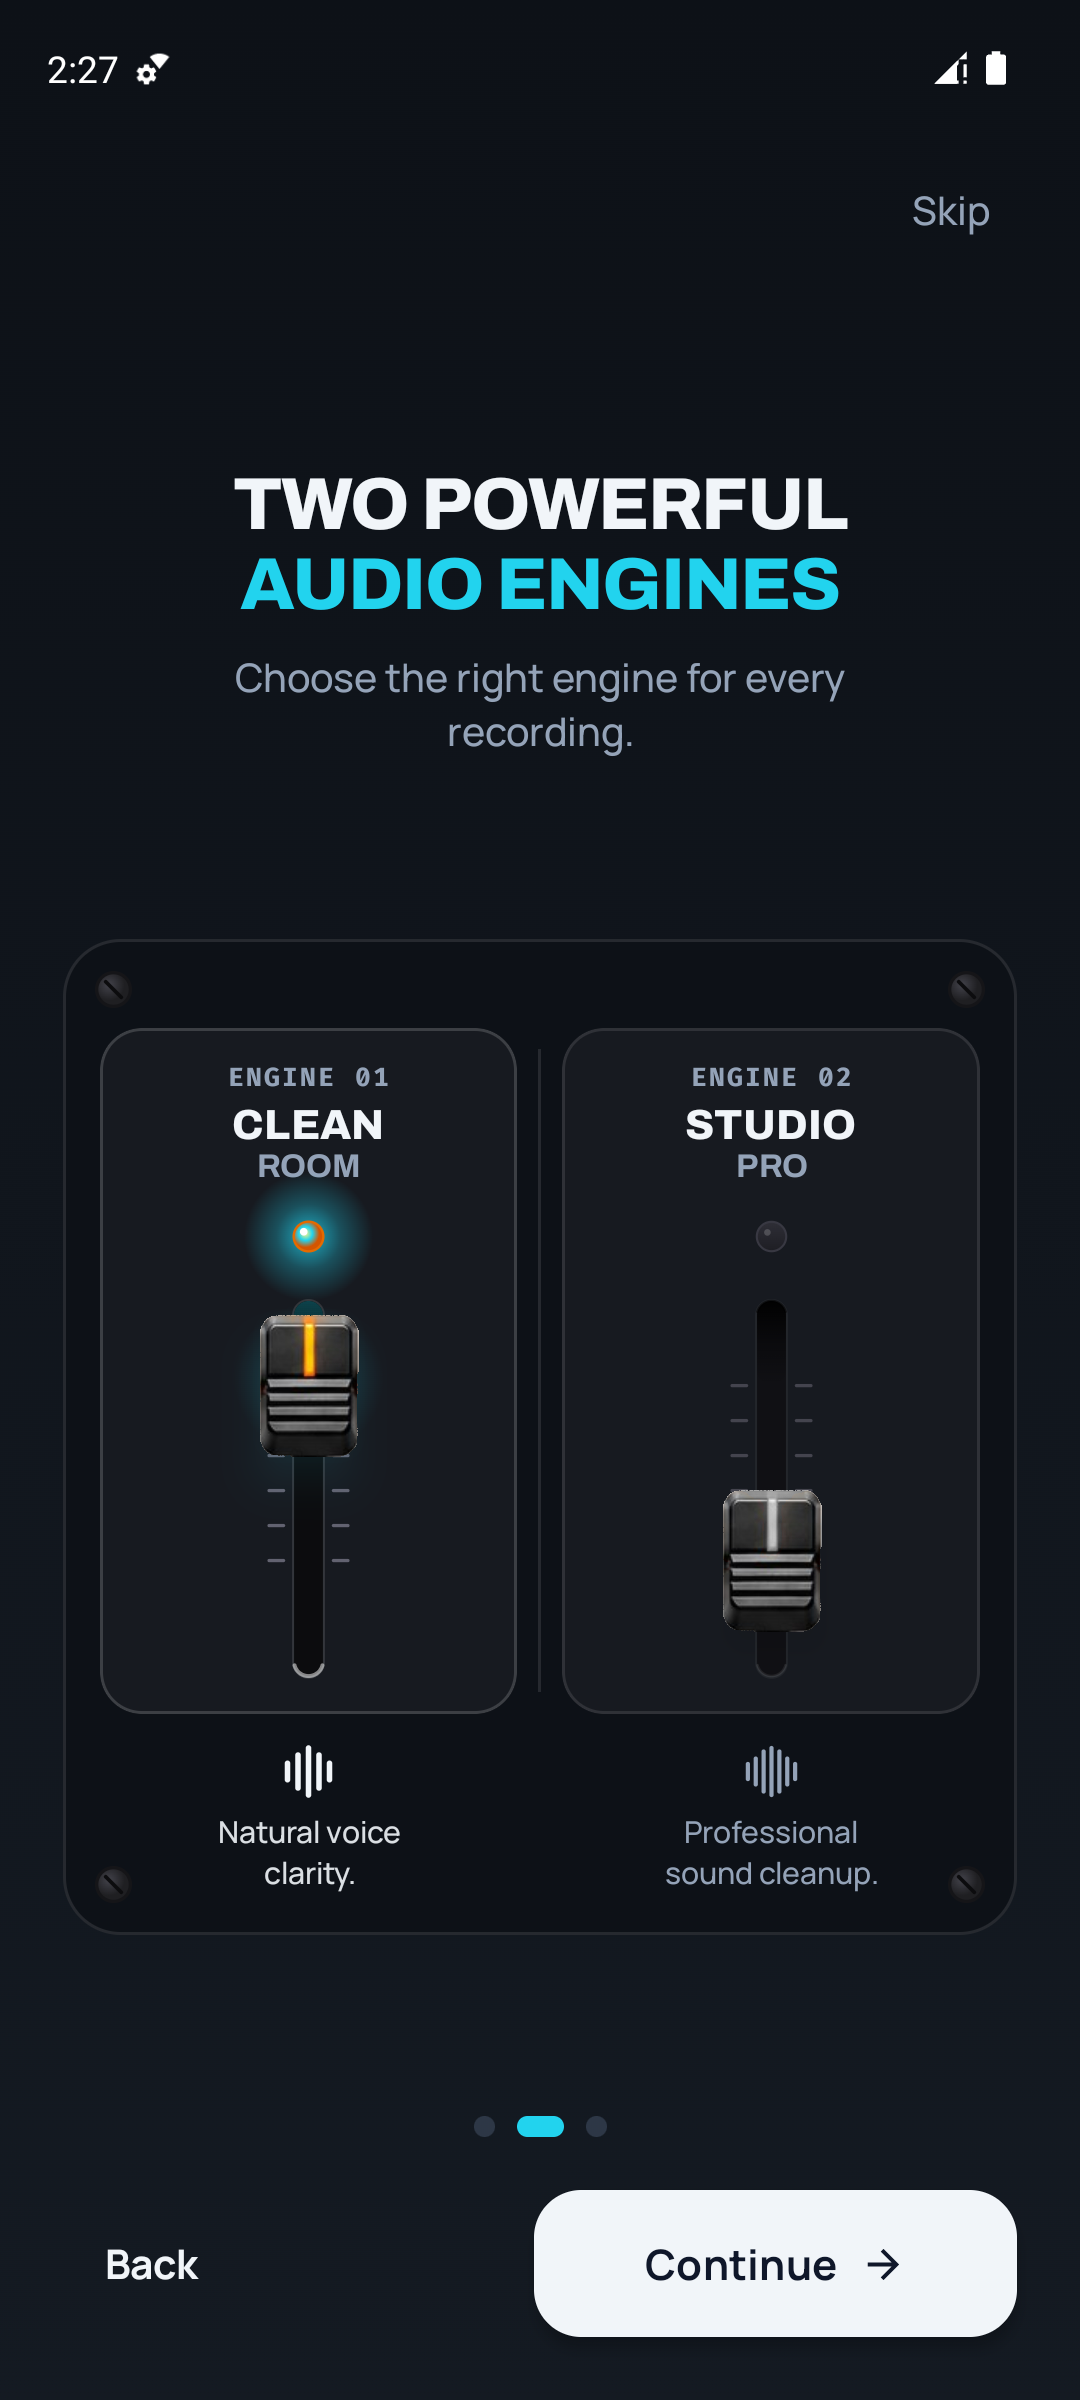 2:27
Skip
TWO POWERFUL
AUDIO ENGINES
Choose the right engine for every
recording.
ENGINE 01
CLEAN
ROOM
ENGINE 02
STUDIO
PRO
Natural voice
clarity.
Professional
sound cleanup.
Back
Continue